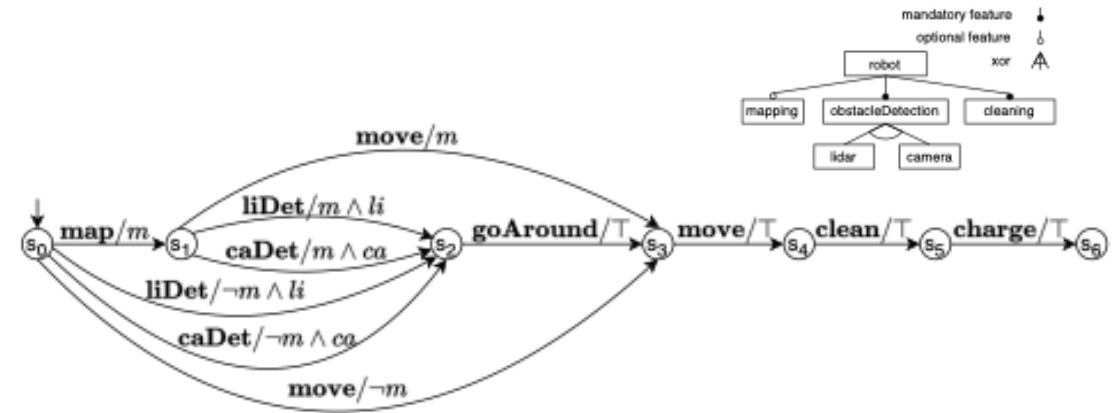 mandatory feature
optional feature
xor
robot
mapping obstacleDetection cleaning
lidar camera
move/m
liDet/m ∧ li
map/m goAround/⊤ move/⊤ clean/⊤ charge/⊤
s₀ s₁ s₂ s₃ s₄ s₅ s₆
caDet/m ∧ ca
liDet/¬m ∧ li
caDet/¬m ∧ ca
move/¬m